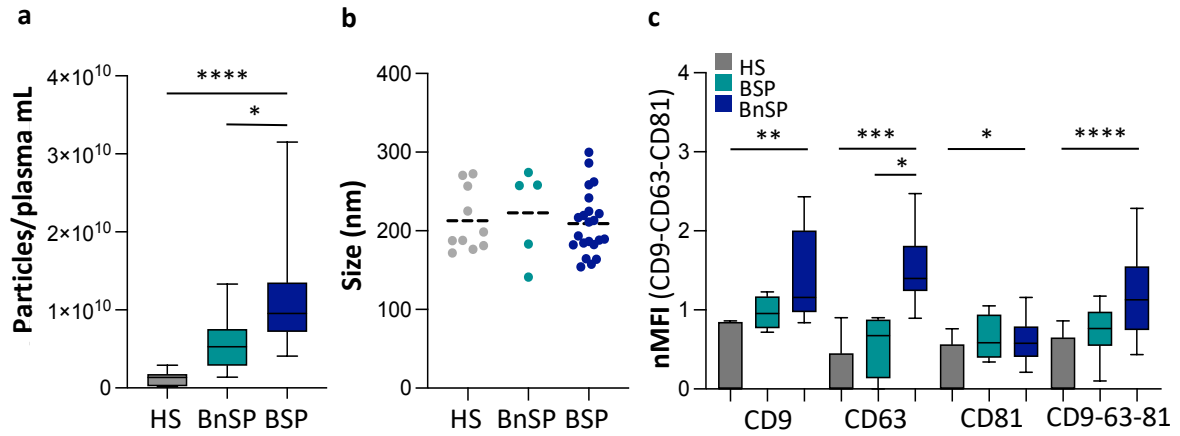 a
Particles/plasma mL
4×10¹⁰
3×10¹⁰
2×10¹⁰
1×10¹⁰
0
****
*
HS BnSP BSP
b
Size (nm)
400
300
200
100
0
HS BnSP BSP
c
nMFI (CD9-CD63-CD81)
HS
BSP
BnSP
4
3
2
1
0
** *** * ****
*
CD9 CD63 CD81 CD9-63-81